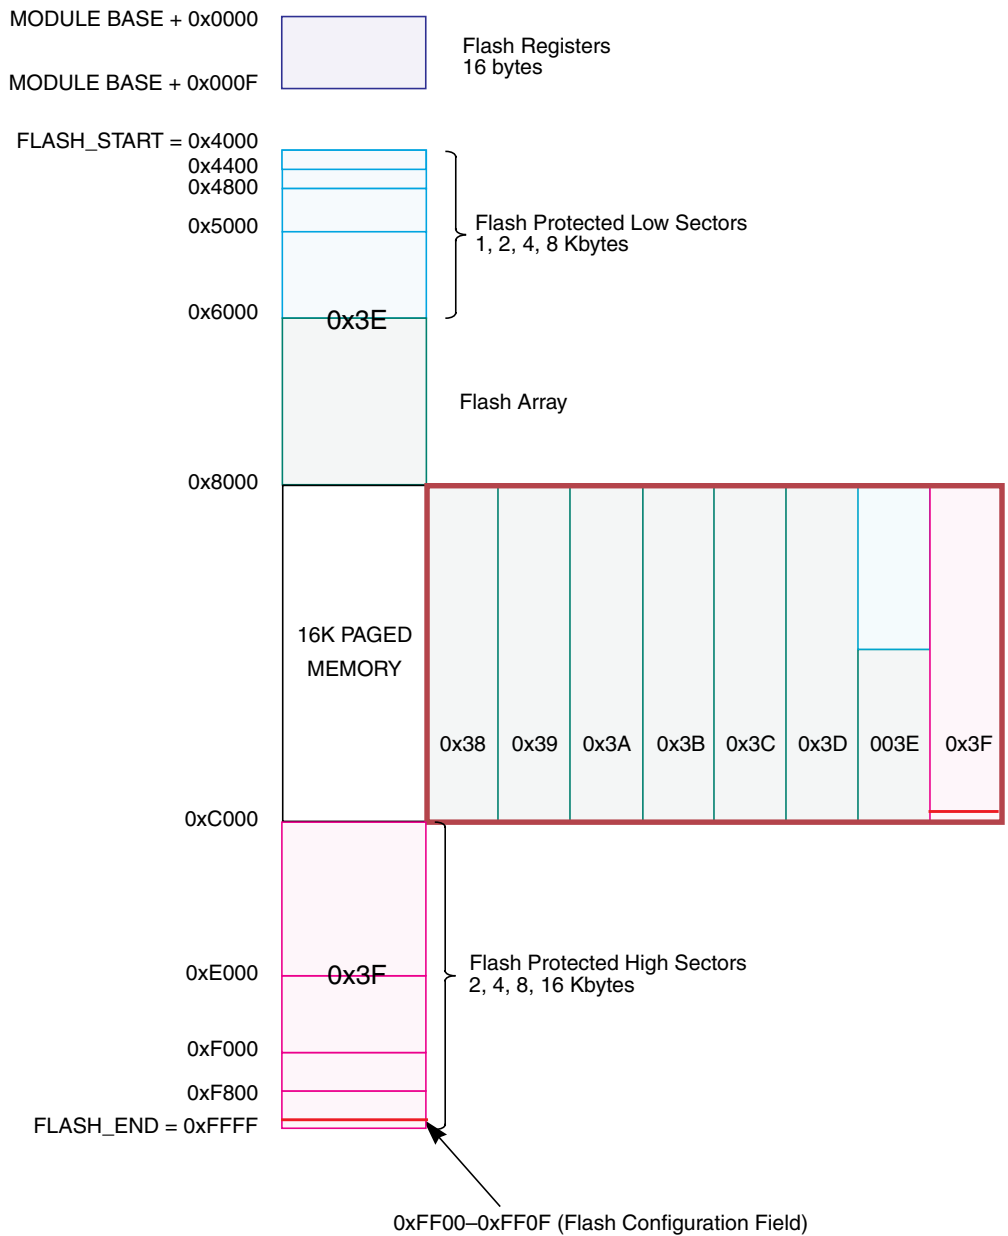 MODULE BASE + 0x0000
Flash Registers
16 bytes
MODULE BASE + 0x000F
FLASH_START = 0x4000
0x4400
0x4800
0x5000
Flash Protected Low Sectors
1, 2, 4, 8 Kbytes
0x6000
0x3E
Flash Array
0x8000
16K PAGED
MEMORY
0x38 0x39 0x3A 0x3B 0x3C 0x3D 003E 0x3F
0xC000
0xE000
0x3F
Flash Protected High Sectors
2, 4, 8, 16 Kbytes
0xF000
0xF800
FLASH_END = 0xFFFF
0xFF00–0xFF0F (Flash Configuration Field)